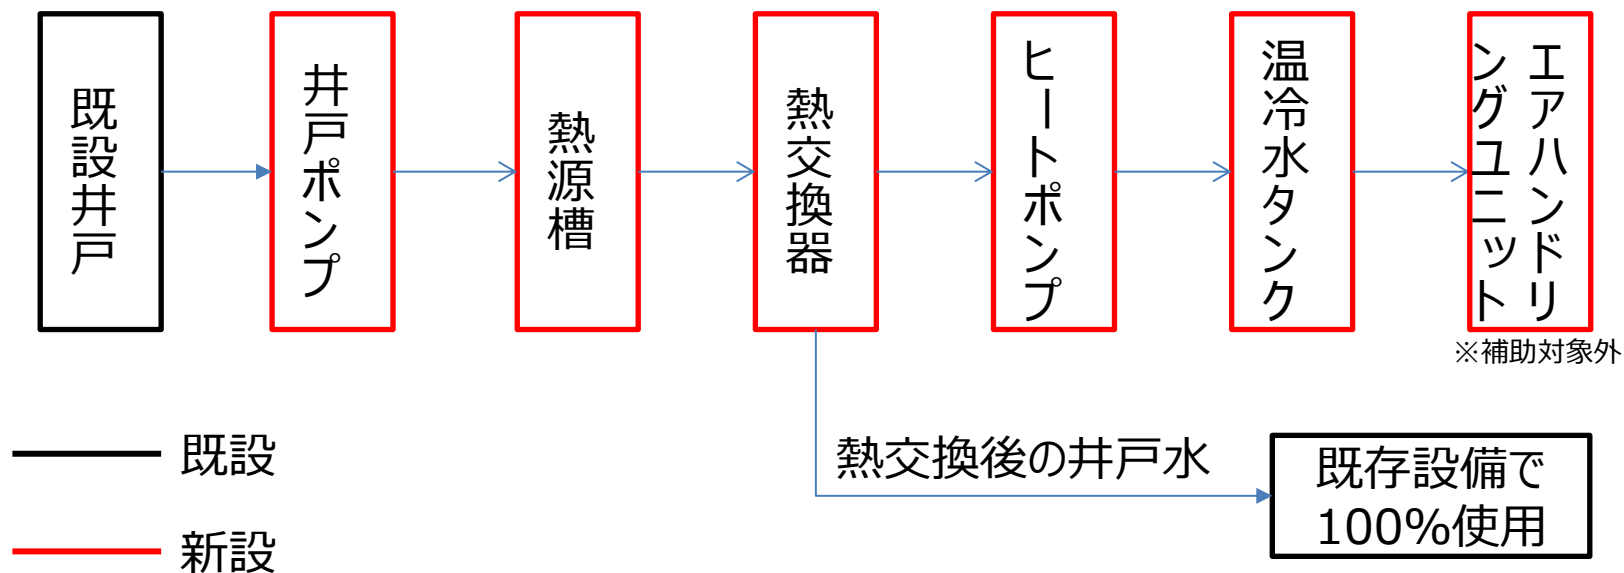 既設井戸
井戸ポンプ
熱源槽
熱交換器
ヒートポンプ
温冷水タンク
エアハンドリ
ングユニット
※補助対象外
既設
新設
熱交換後の井戸水
既存設備で
100%使用